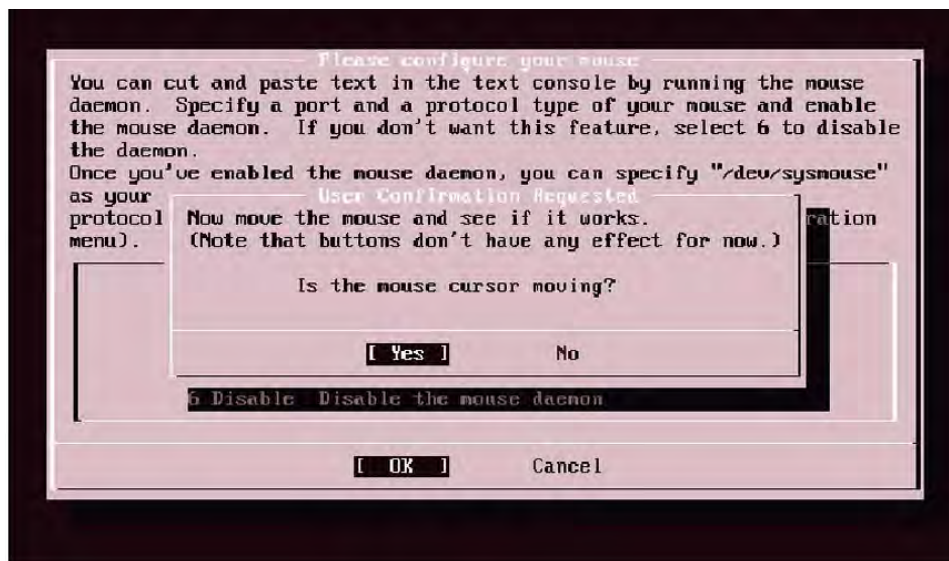 Please configure your mouse
You can cut and paste text in the text console by running the mouse
daemon. Specify a port and a protocol type of your mouse and enable
the mouse daemon. If you don't want this feature, select 6 to disable
the daemon.
Once you've enabled the mouse daemon, you can specify "/dev/sysmouse"
as your
protocol ration
menu).
User Confirmation Requested
Now move the mouse and see if it works.
(Note that buttons don't have any effect for now.)
Is the mouse cursor moving?
[ Yes ] No
6 Disable Disable the mouse daemon
[ OK ] Cancel